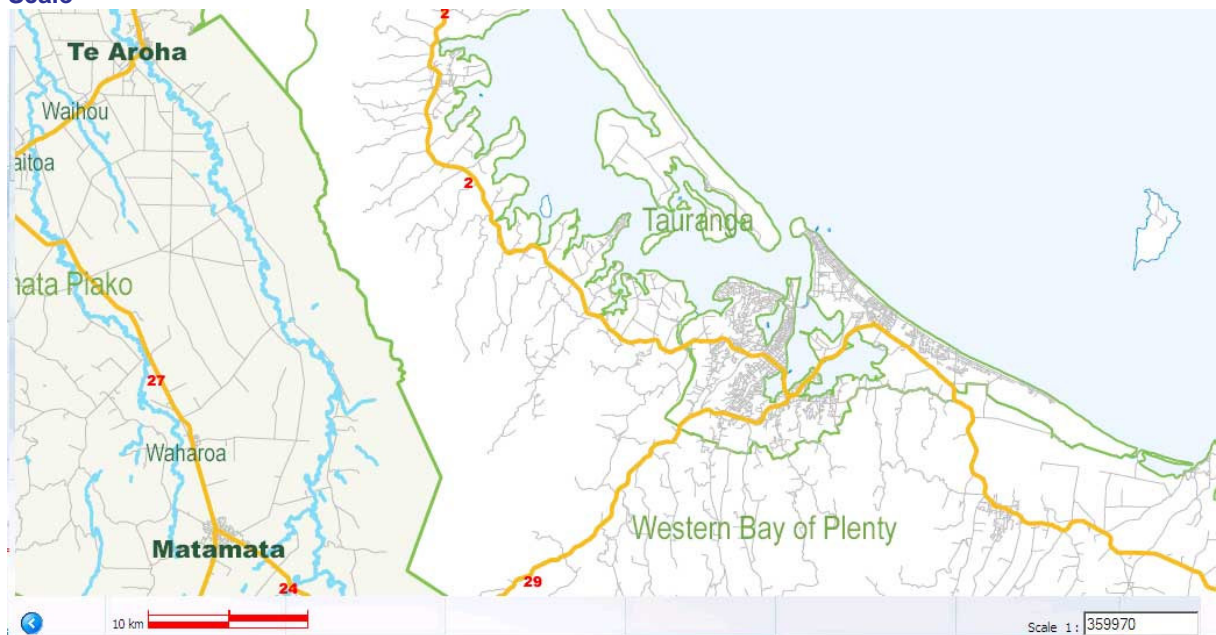 Scale
2
Te Aroha
Waihou
aitoa
2
Tauranga
nata Piako
27
Waharoa
Western Bay of Plenty
Matamata
29
24
10 km
Scale 1: 359970